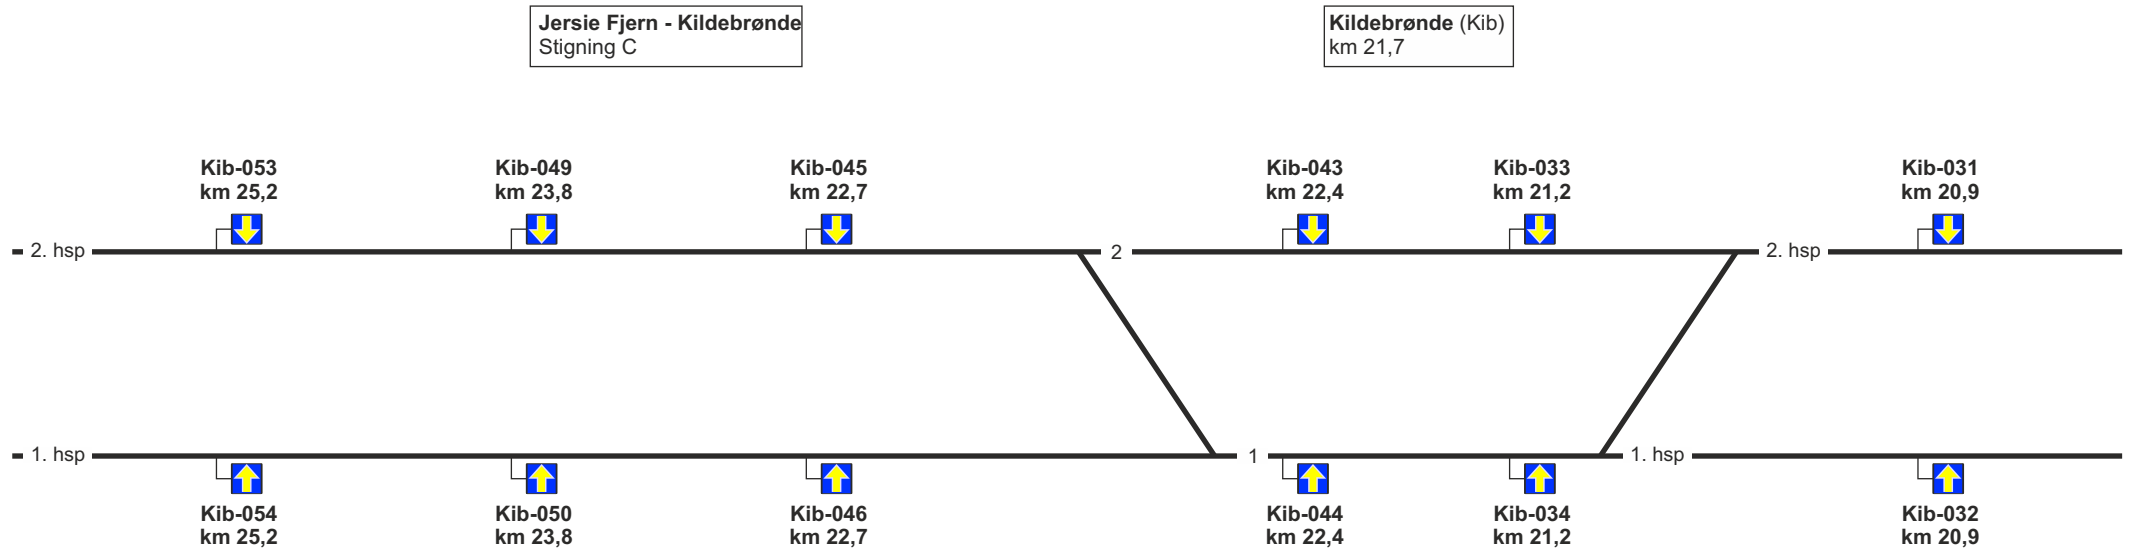 Jersie Fjern - Kildebrønde
Stigning C
Kildebrønde (Kib)
km 21,7
Kib-053
km 25,2
Kib-049
km 23,8
Kib-045
km 22,7
Kib-043
km 22,4
Kib-033
km 21,2
Kib-031
km 20,9
2. hsp
2
2. hsp
1. hsp
1
1. hsp
Kib-054
km 25,2
Kib-050
km 23,8
Kib-046
km 22,7
Kib-044
km 22,4
Kib-034
km 21,2
Kib-032
km 20,9